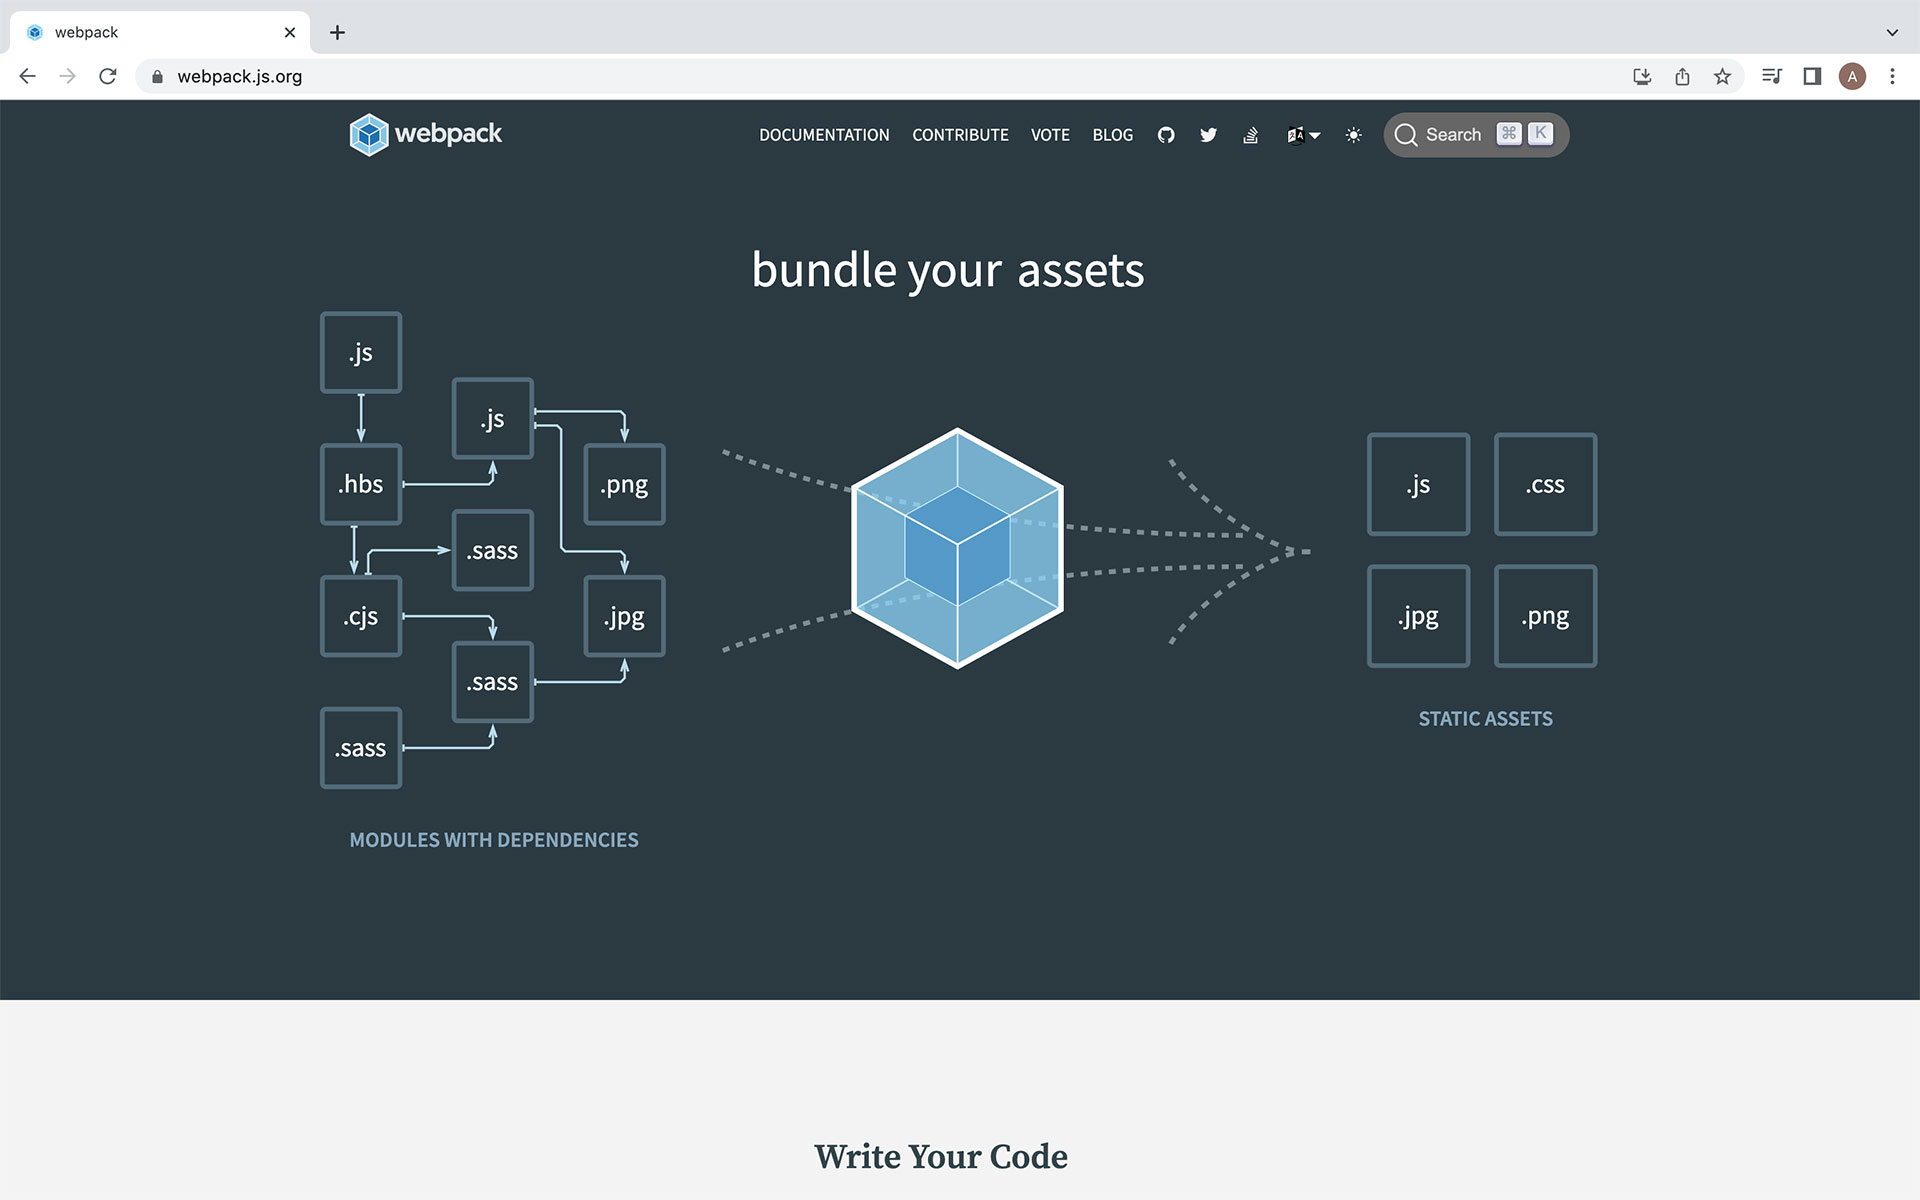 webpack
webpack.js.org
A
webpack
DOCUMENTATION CONTRIBUTE VOTE BLOG
Search ⌘ K
bundle your assets
.js
.js
.hbs
.png
.sass
.cjs
.jpg
.sass
.sass
MODULES WITH DEPENDENCIES
.js .css
.jpg .png
STATIC ASSETS
Write Your Code